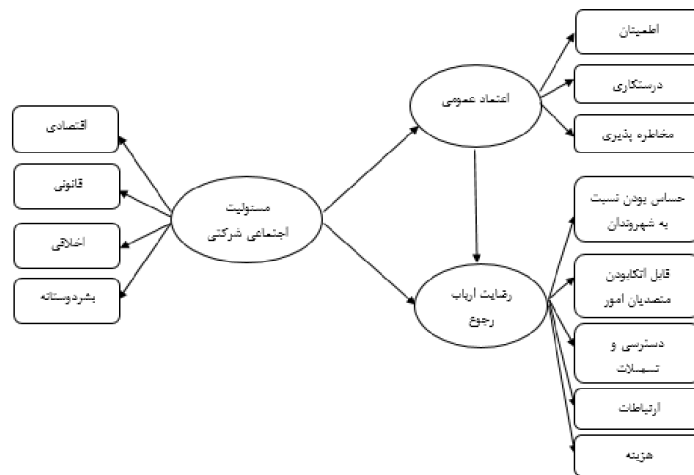 اطمینان
درستکاری
مخاطره پذیری
اعتماد عمومی
اقتصادی
قانونی
اخلاقی
بشردوستانه
مسئولیت
اجتماعی شرکتی
رضایت ارباب
رجوع
حساس بودن نسبت
به شهروندان
قابل اتکابودن
متصدیان امور
دسترسی و
تسهیلات
ارتباطات
هزینه